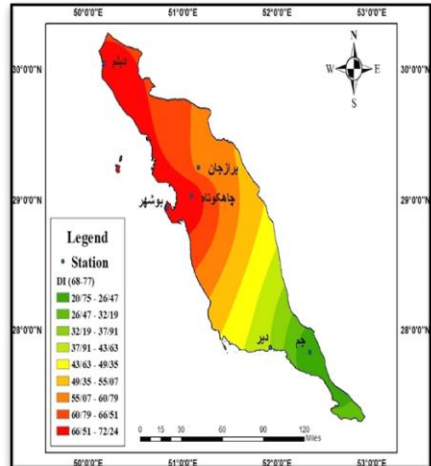 50°0'0"E 51°0'0"E 52°0'0"E 53°0'0"E
N
W E
S
30°0'0"N 30°0'0"N
دیلم
برازجان
چاهکوتاه
بوشهر
29°0'0"N 29°0'0"N
Legend
Station
DI (68-77)
20/75 - 26/47
26/47 - 32/19
32/19 - 37/91
37/91 - 43/63
43/63 - 49/35
49/35 - 55/07
55/07 - 60/79
60/79 - 66/51
66/51 - 72/24
28°0'0"N 28°0'0"N
دیر
جم
0 15 30 60 90 120
Miles
50°0'0"E 51°0'0"E 52°0'0"E 53°0'0"E